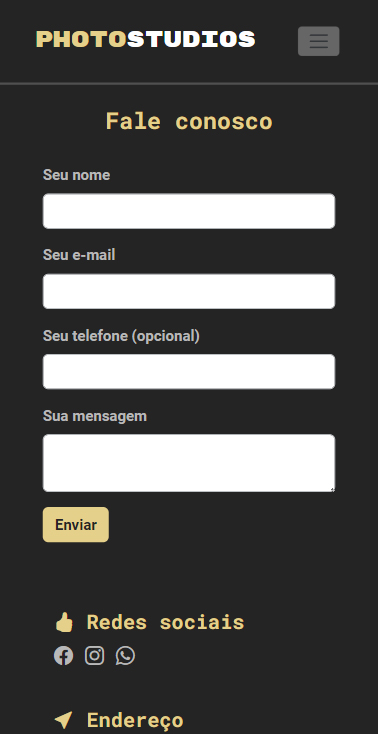 PHOTOSTUDIOS
Fale conosco
Seu nome
Seu e-mail
Seu telefone (opcional)
Sua mensagem
Enviar
Redes sociais
Endereço